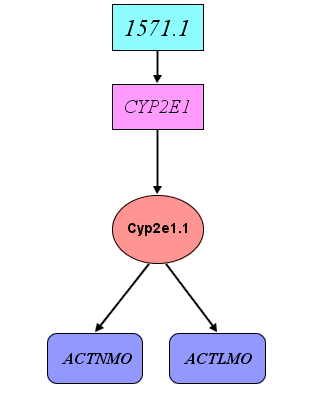 1571.1
CYP2E1
Cyp2e1.1
ACTNMO
ACTLMO